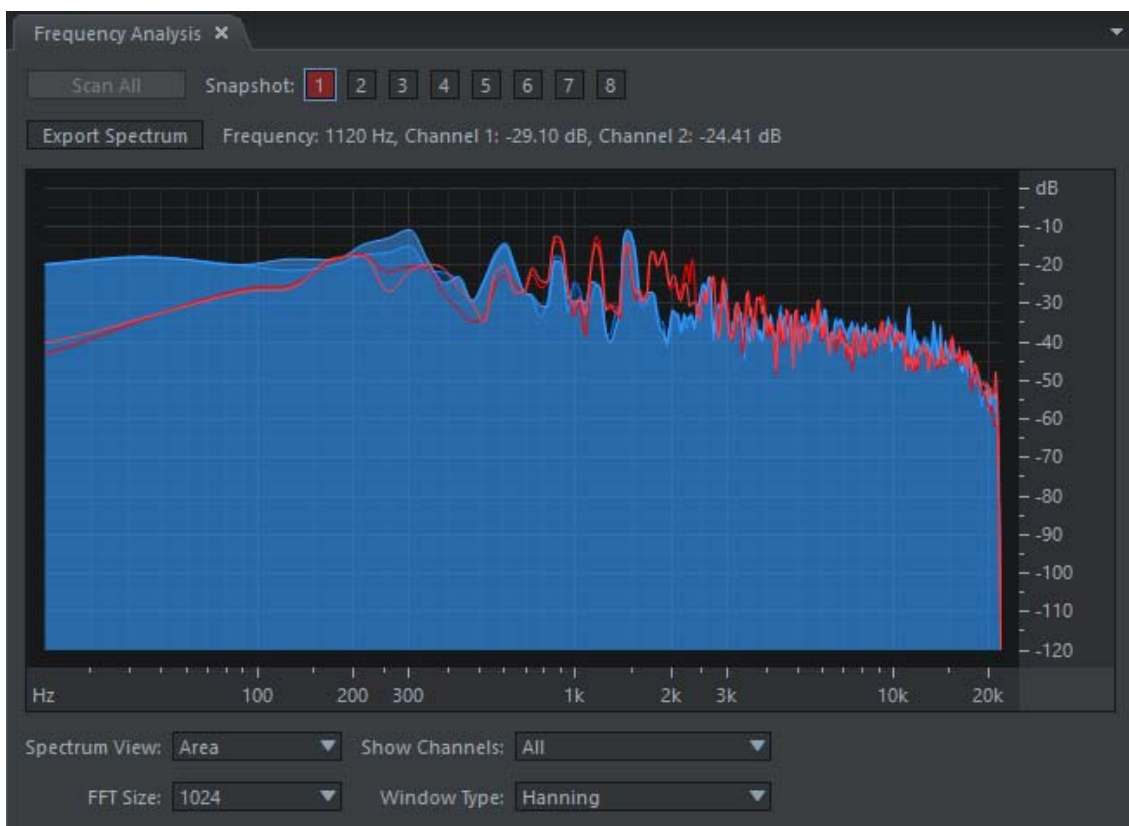 Frequency Analysis
Scan All Snapshot: 1 2 3 4 5 6 7 8
Export Spectrum Frequency: 1120 Hz, Channel 1: -29.10 dB, Channel 2: -24.41 dB
dB
-10
-20
-30
-40
-50
-60
-70
-80
-90
-100
-110
-120
Hz 100 200 300 1k 2k 3k 10k 20k
Spectrum View: Area Show Channels: All
FFT Size: 1024 Window Type: Hanning